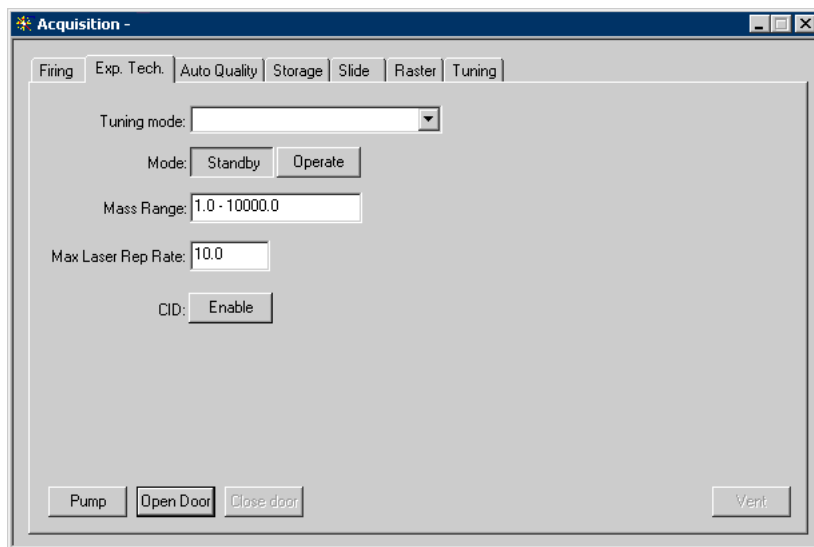 Acquisition -
Firing Exp. Tech. Auto Quality Storage Slide Raster Tuning
Tuning mode:
Mode: Standby Operate
Mass Range: 1.0 - 10000.0
Max Laser Rep Rate: 10.0
CID: Enable
Pump Open Door Close door Vent